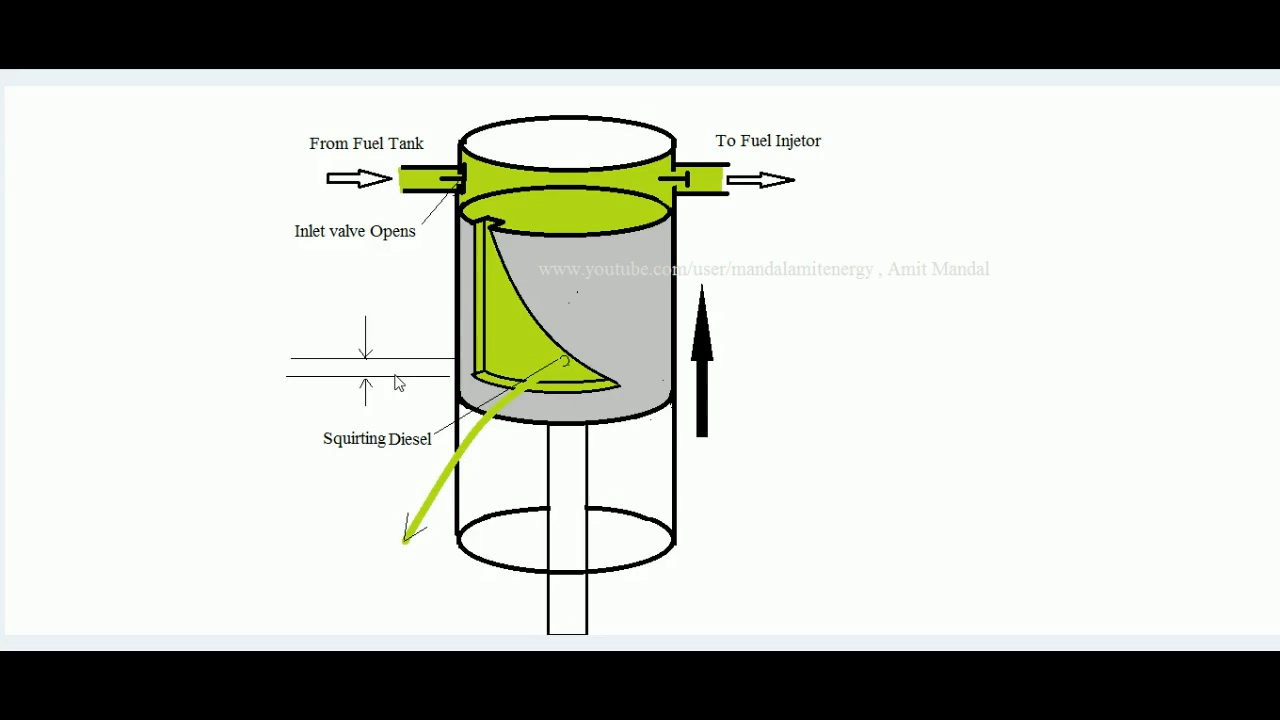 From Fuel Tank
To Fuel Injetor
Inlet valve Opens
www.youtube.com/user/mandalamitenergy , Amit Mandal
Squirting Diesel